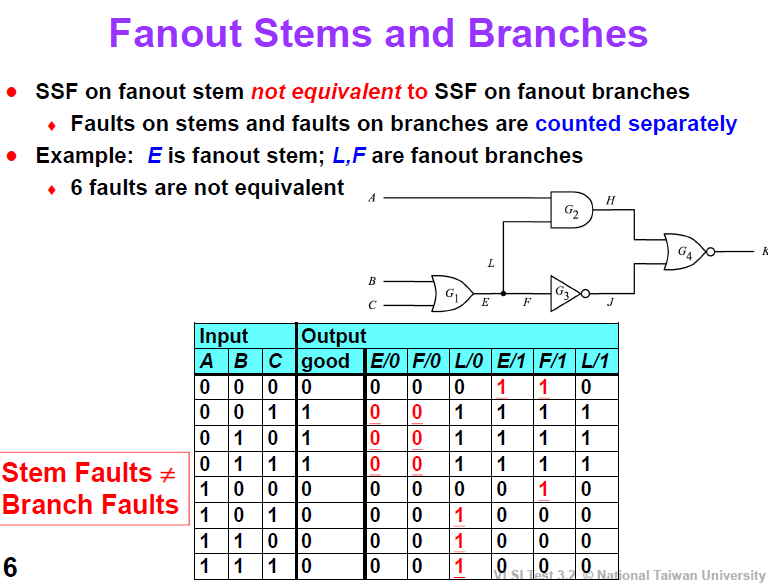 Fanout Stems and Branches
● SSF on fanout stem not equivalent to SSF on fanout branches
♦ Faults on stems and faults on branches are counted separately
● Example: E is fanout stem; L,F are fanout branches
♦ 6 faults are not equivalent
A
H
G2
L
G4
K
B
G1
G3
C
E
F
J
Input Output
A B C good E/0 F/0 L/0 E/1 F/1 L/1
0 0 0 0 0 0 0 1 1 0
0 0 1 1 0 0 1 1 1 1
0 1 0 1 0 0 1 1 1 1
0 1 1 1 0 0 1 1 1 1
1 0 0 0 0 0 0 0 1 0
1 0 1 0 0 0 1 0 0 0
1 1 0 0 0 0 1 0 0 0
1 1 1 0 0 0 1 0 0 0
Stem Faults ≠
Branch Faults
6
VLSI Test 3.2 © National Taiwan University